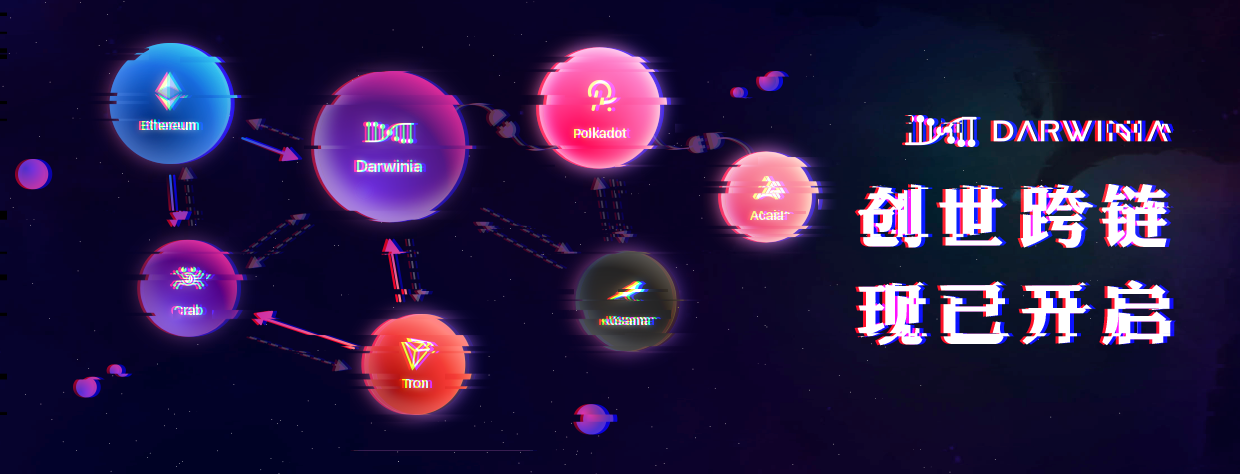 Ethereum
Darwinia
Polkadot
Acala
Crab
Kusama
Tron
DARWINIA
创世跨链
现已开启